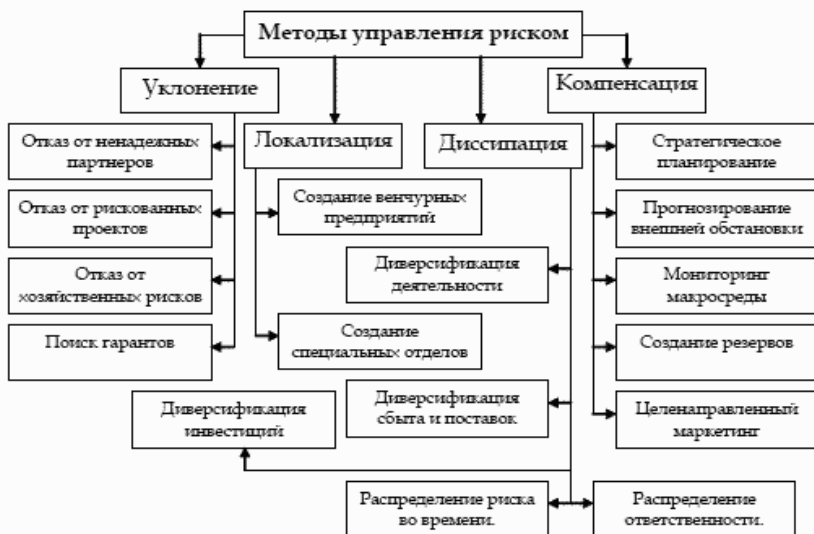 Методы управления риском
Уклонение
Компенсация
Локализация
Диссипация
Отказ от ненадежных
партнеров
Отказ от рискованных
проектов
Отказ от
хозяйственных рисков
Поиск гарантов
Создание венчурных
предприятий
Создание
специальных отделов
Диверсификация
деятельности
Диверсификация
сбыта и поставок
Диверсификация
инвестиций
Распределение риска
во времени.
Распределение
ответственности.
Стратегическое
планирование
Прогнозирование
внешней обстановки
Мониторинг
макросреды
Создание резервов
Целенаправленный
маркетинг